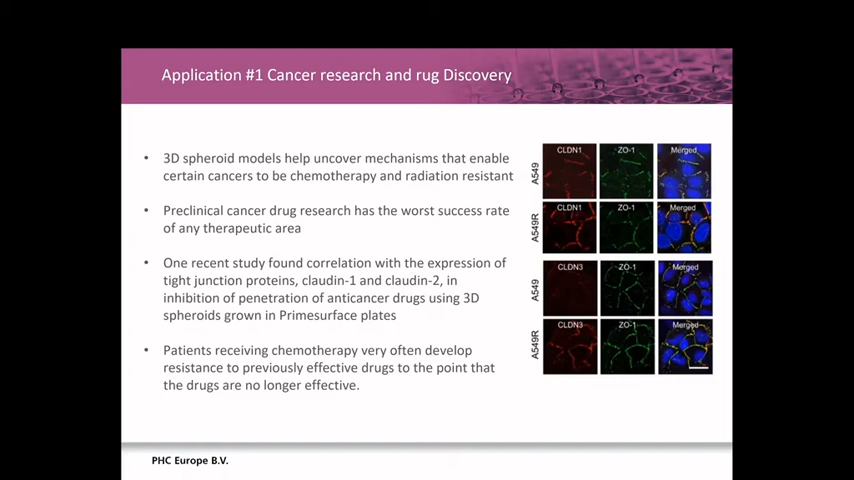 Application #1 Cancer research and rug Discovery
• 3D spheroid models help uncover mechanisms that enable
certain cancers to be chemotherapy and radiation resistant
• Preclinical cancer drug research has the worst success rate
of any therapeutic area
• One recent study found correlation with the expression of
tight junction proteins, claudin-1 and claudin-2, in
inhibition of penetration of anticancer drugs using 3D
spheroids grown in Primesurface plates
• Patients receiving chemotherapy very often develop
resistance to previously effective drugs to the point that
the drugs are no longer effective.
CLDN1 ZO-1 Merged
A549
CLDN1 ZO-1 Merged
A549R
CLDN3 ZO-1 Merged
A549
CLDN3 ZO-1 Merged
A549R
PHC Europe B.V.